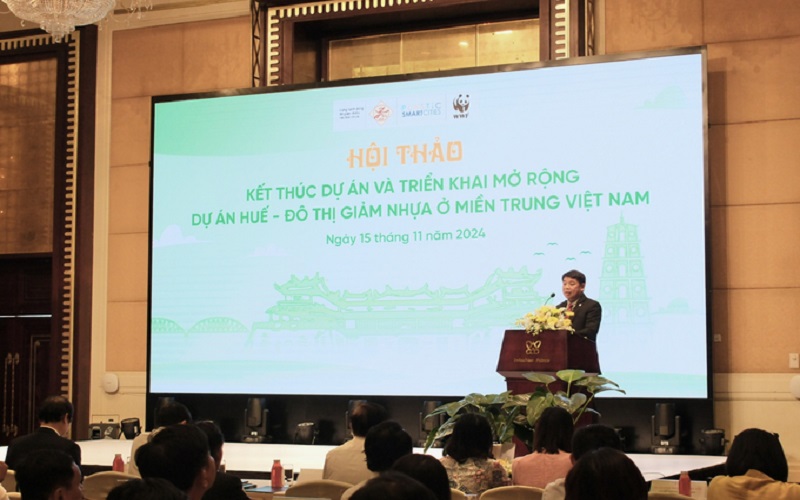 SMART CITIES
WWF
HỘI THẢO
KẾT THÚC DỰ ÁN VÀ TRIỂN KHAI MỞ RỘNG
DỰ ÁN HUẾ - ĐÔ THỊ GIẢM NHỰA Ở MIỀN TRUNG VIỆT NAM
Ngày 15 tháng 11 năm 2024